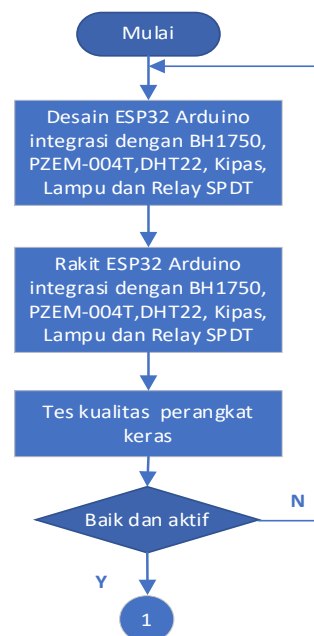 Mulai
Desain ESP32 Arduino
integrasi dengan BH1750,
PZEM-004T,DHT22, Kipas,
Lampu dan Relay SPDT
Rakit ESP32 Arduino
integrasi dengan BH1750,
PZEM-004T,DHT22, Kipas,
Lampu dan Relay SPDT
Tes kualitas perangkat
keras
Baik dan aktif
N
Y
1